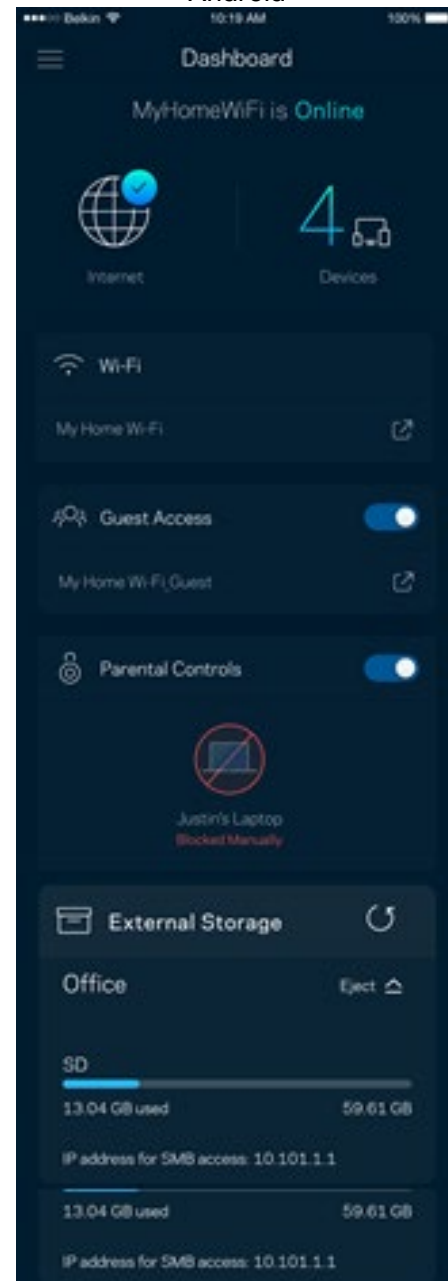 Android
Belkin 10:19 AM 100%
Dashboard
MyHomeWiFi is Online
4
Internet Devices
Wi-Fi
My Home Wi-Fi
Guest Access
My Home Wi-Fi_Guest
Parental Controls
Justin's Laptop
Blocked Manually
External Storage
Office Eject
SD
13.04 GB used 59.61 GB
IP address for SMB access: 10.101.1.1
13.04 GB used 59.61 GB
IP address for SMB access: 10.101.1.1